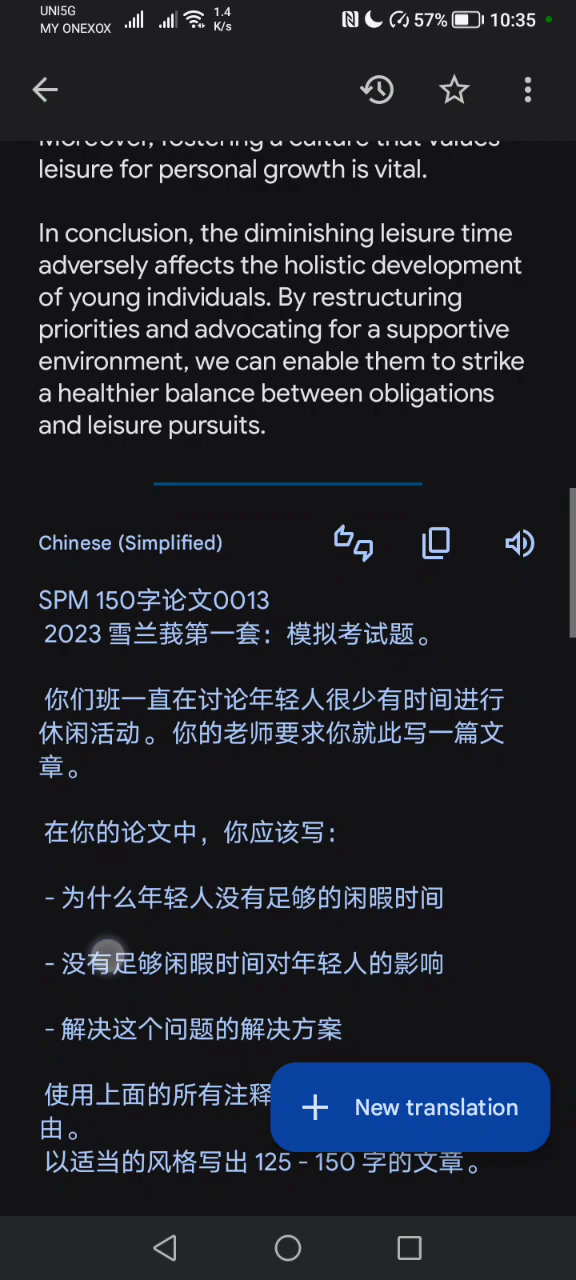 UNI5G
MY ONEXOX
1.4
K/s
57%
10:35
Moreover, fostering a culture that values
leisure for personal growth is vital.
In conclusion, the diminishing leisure time
adversely affects the holistic development
of young individuals. By restructuring
priorities and advocating for a supportive
environment, we can enable them to strike
a healthier balance between obligations
and leisure pursuits.
Chinese (Simplified)
SPM 150字论文0013
2023 雪兰莪第一套：模拟考试题。
你们班一直在讨论年轻人很少有时间进行
休闲活动。你的老师要求你就此写一篇文
章。
在你的论文中，你应该写：
- 为什么年轻人没有足够的闲暇时间
- 没有足够闲暇时间对年轻人的影响
- 解决这个问题的解决方案
使用上面的所有注释
由。
以适当的风格写出 125 - 150 字的文章。
New translation